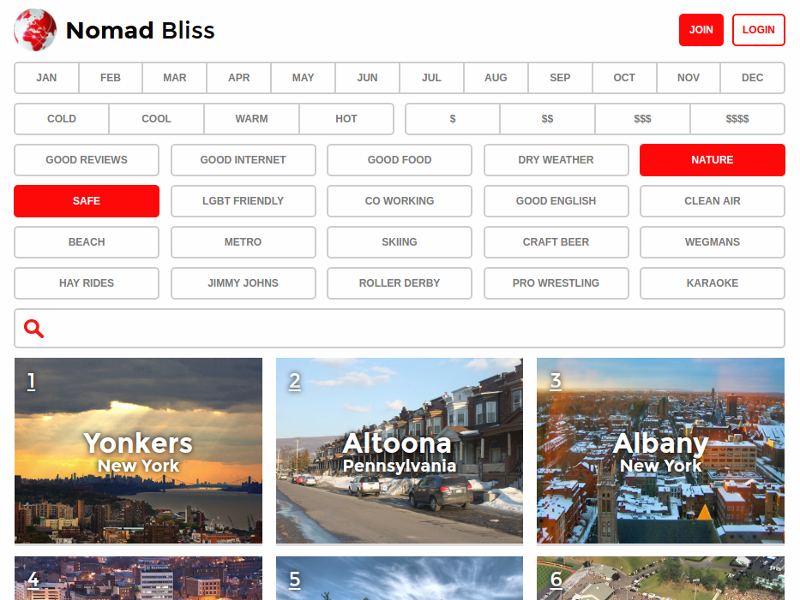 Nomad Bliss
JOIN LOGIN
JAN FEB MAR APR MAY JUN JUL AUG SEP OCT NOV DEC
COLD COOL WARM HOT $ $$ $$$ $$$$
GOOD REVIEWS GOOD INTERNET GOOD FOOD DRY WEATHER NATURE
SAFE LGBT FRIENDLY CO WORKING GOOD ENGLISH CLEAN AIR
BEACH METRO SKIING CRAFT BEER WEGMANS
HAY RIDES JIMMY JOHNS ROLLER DERBY PRO WRESTLING KARAOKE
1
Yonkers
New York
2
Altoona
Pennsylvania
3
Albany
New York
4
5
6